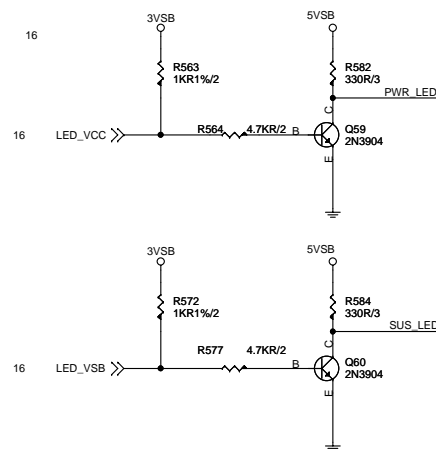 16
3VSB
5VSB
R563
1KR1%/2
R582
330R/3
PWR_LED
C
16
LED_VCC
R564
4.7KR/2
B
Q59
2N3904
E
3VSB
5VSB
R572
1KR1%/2
R584
330R/3
SUS_LED
C
R577
4.7KR/2
16
LED_VSB
B
Q60
2N3904
E